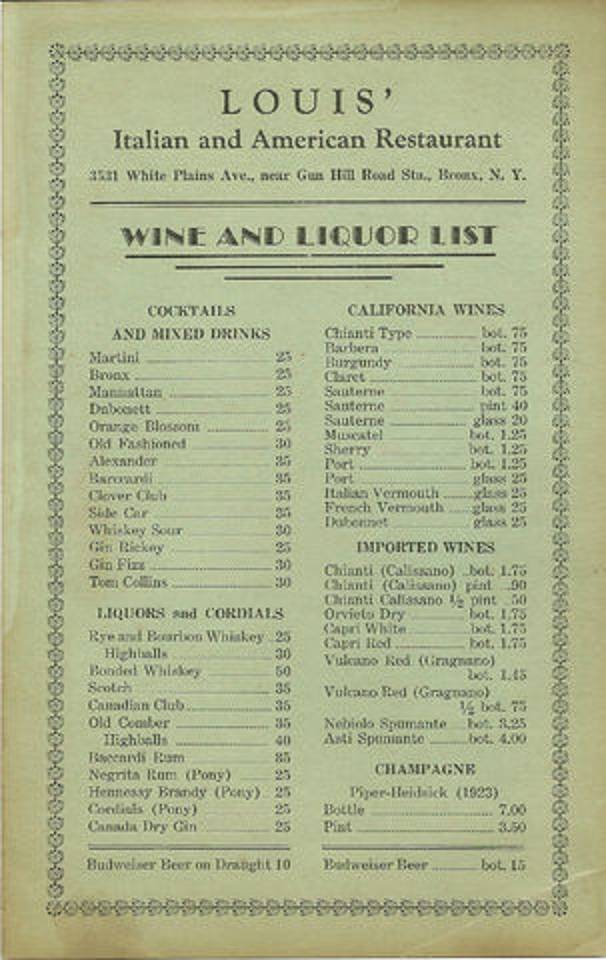 LOUIS'
Italian and American Restaurant
3531 White Plains Ave., near Gun Hill Road Sta., Bronx, N. Y.
WINE AND LIQUOR LIST
COCKTAILS
AND MIXED DRINKS
Martini 25
Bronx 25
Manhattan 25
Dubonett 25
Orange Blossom 25
Old Fashioned 30
Alexander 35
Baccardi 35
Clover Club 35
Side Car 35
Whiskey Sour 30
Gin Rickey 25
Gin Fizz 30
Tom Collins 30
LIQUORS and CORDIALS
Rye and Bourbon Whiskey 25
Highballs 30
Bonded Whiskey 50
Scotch 35
Canadian Club 35
Old Comber 35
Highballs 40
Baccardi Rum 35
Negrita Rum (Pony) 25
Hennessy Brandy (Pony) 25
Cordials (Pony) 25
Canada Dry Gin 25
Budweiser Beer on Draught 10
CALIFORNIA WINES
Chianti Type bot. 75
Barbera bot. 75
Burgundy bot. 75
Claret bot. 75
Sauterne bot. 75
Sauterne pint 40
Sauterne glass 20
Muscatel bot. 1.25
Sherry bot. 1.25
Port bot. 1.25
Port glass 25
Italian Vermouth glass 25
French Vermouth glass 25
Dubonnet glass 25
IMPORTED WINES
Chianti (Calissano) bot. 1.75
Chianti (Calissano) pint .90
Chianti Calissano ½ pint .50
Orvieto Dry bot. 1.75
Capri White bot. 1.75
Capri Red bot. 1.75
Vulcano Red (Gragnano)
bot. 1.45
Vulcano Red (Gragnano)
½ bot. 75
Nebiolo Spumante bot. 3.25
Asti Spumante bot. 4.00
CHAMPAGNE
Piper-Heidsick (1923)
Bottle 7.00
Pint 3.50
Budweiser Beer bot. 15